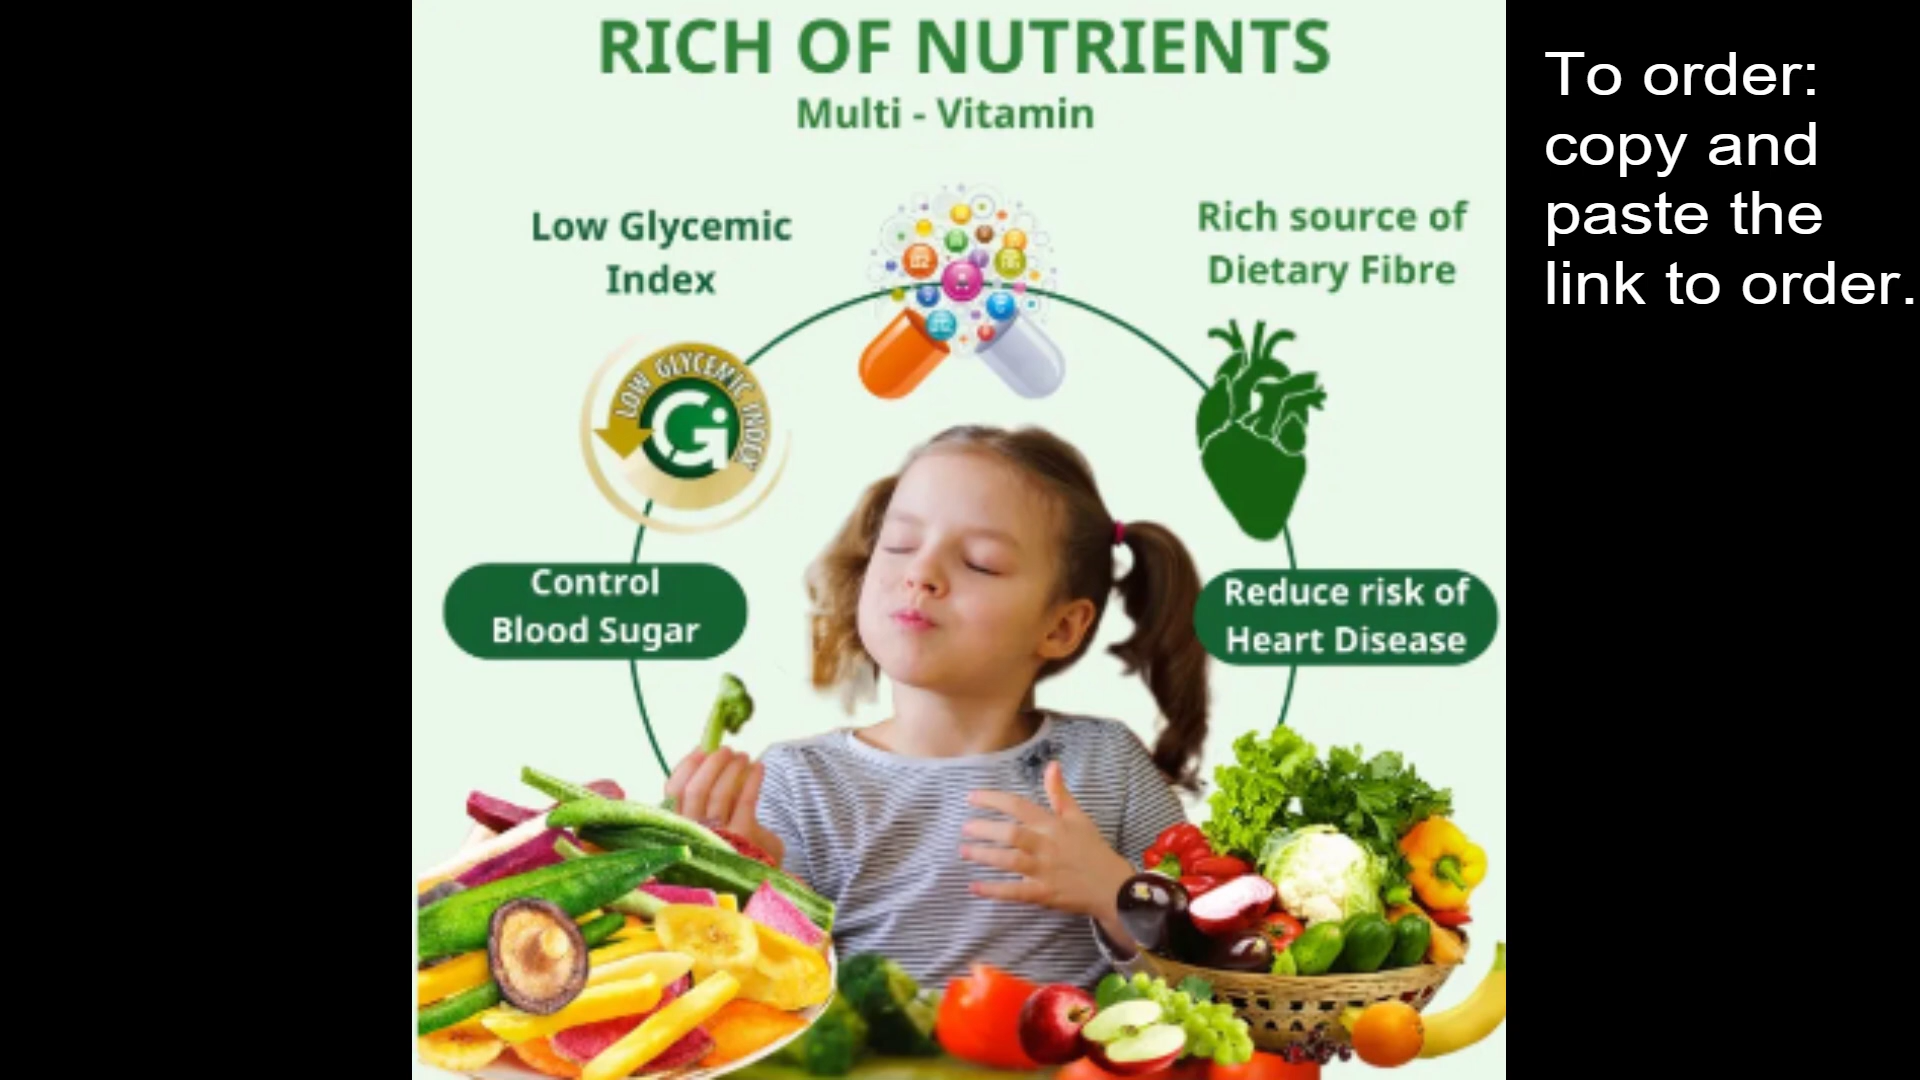 RICH OF NUTRIENTS
Multi - Vitamin
Low Glycemic
Index
Rich source of
Dietary Fibre
LOW GLYCEMIC INDEX
Gi
Control
Blood Sugar
Reduce risk of
Heart Disease
To order:
copy and
paste the
link to order.